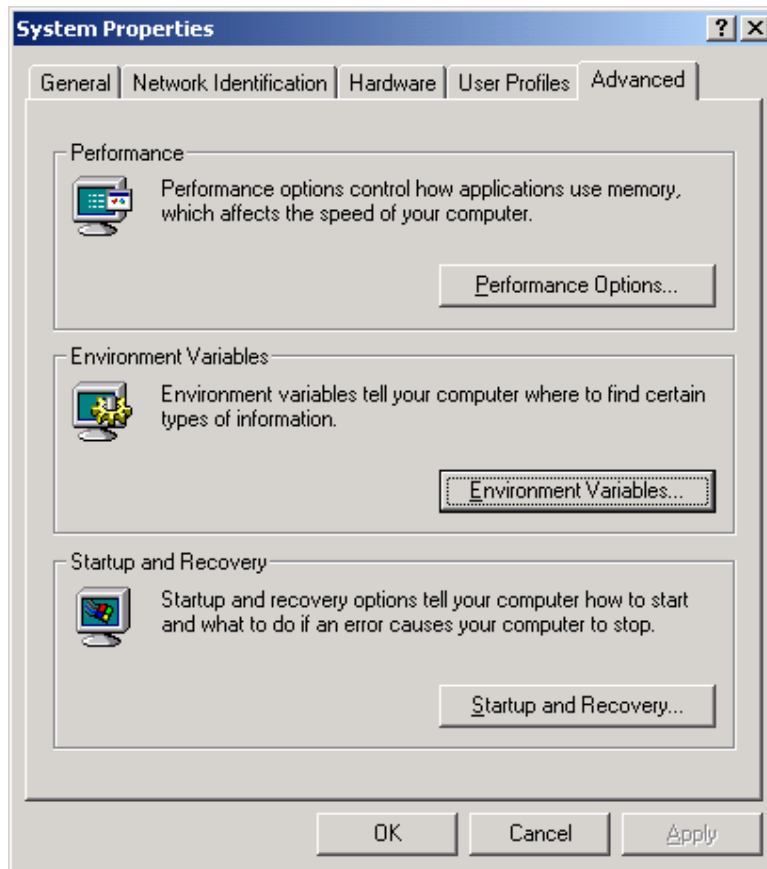 System Properties
General Network Identification Hardware User Profiles Advanced
Performance
Performance options control how applications use memory,
which affects the speed of your computer.
Performance Options...
Environment Variables
Environment variables tell your computer where to find certain
types of information.
Environment Variables...
Startup and Recovery
Startup and recovery options tell your computer how to start
and what to do if an error causes your computer to stop.
Startup and Recovery...
OK Cancel Apply